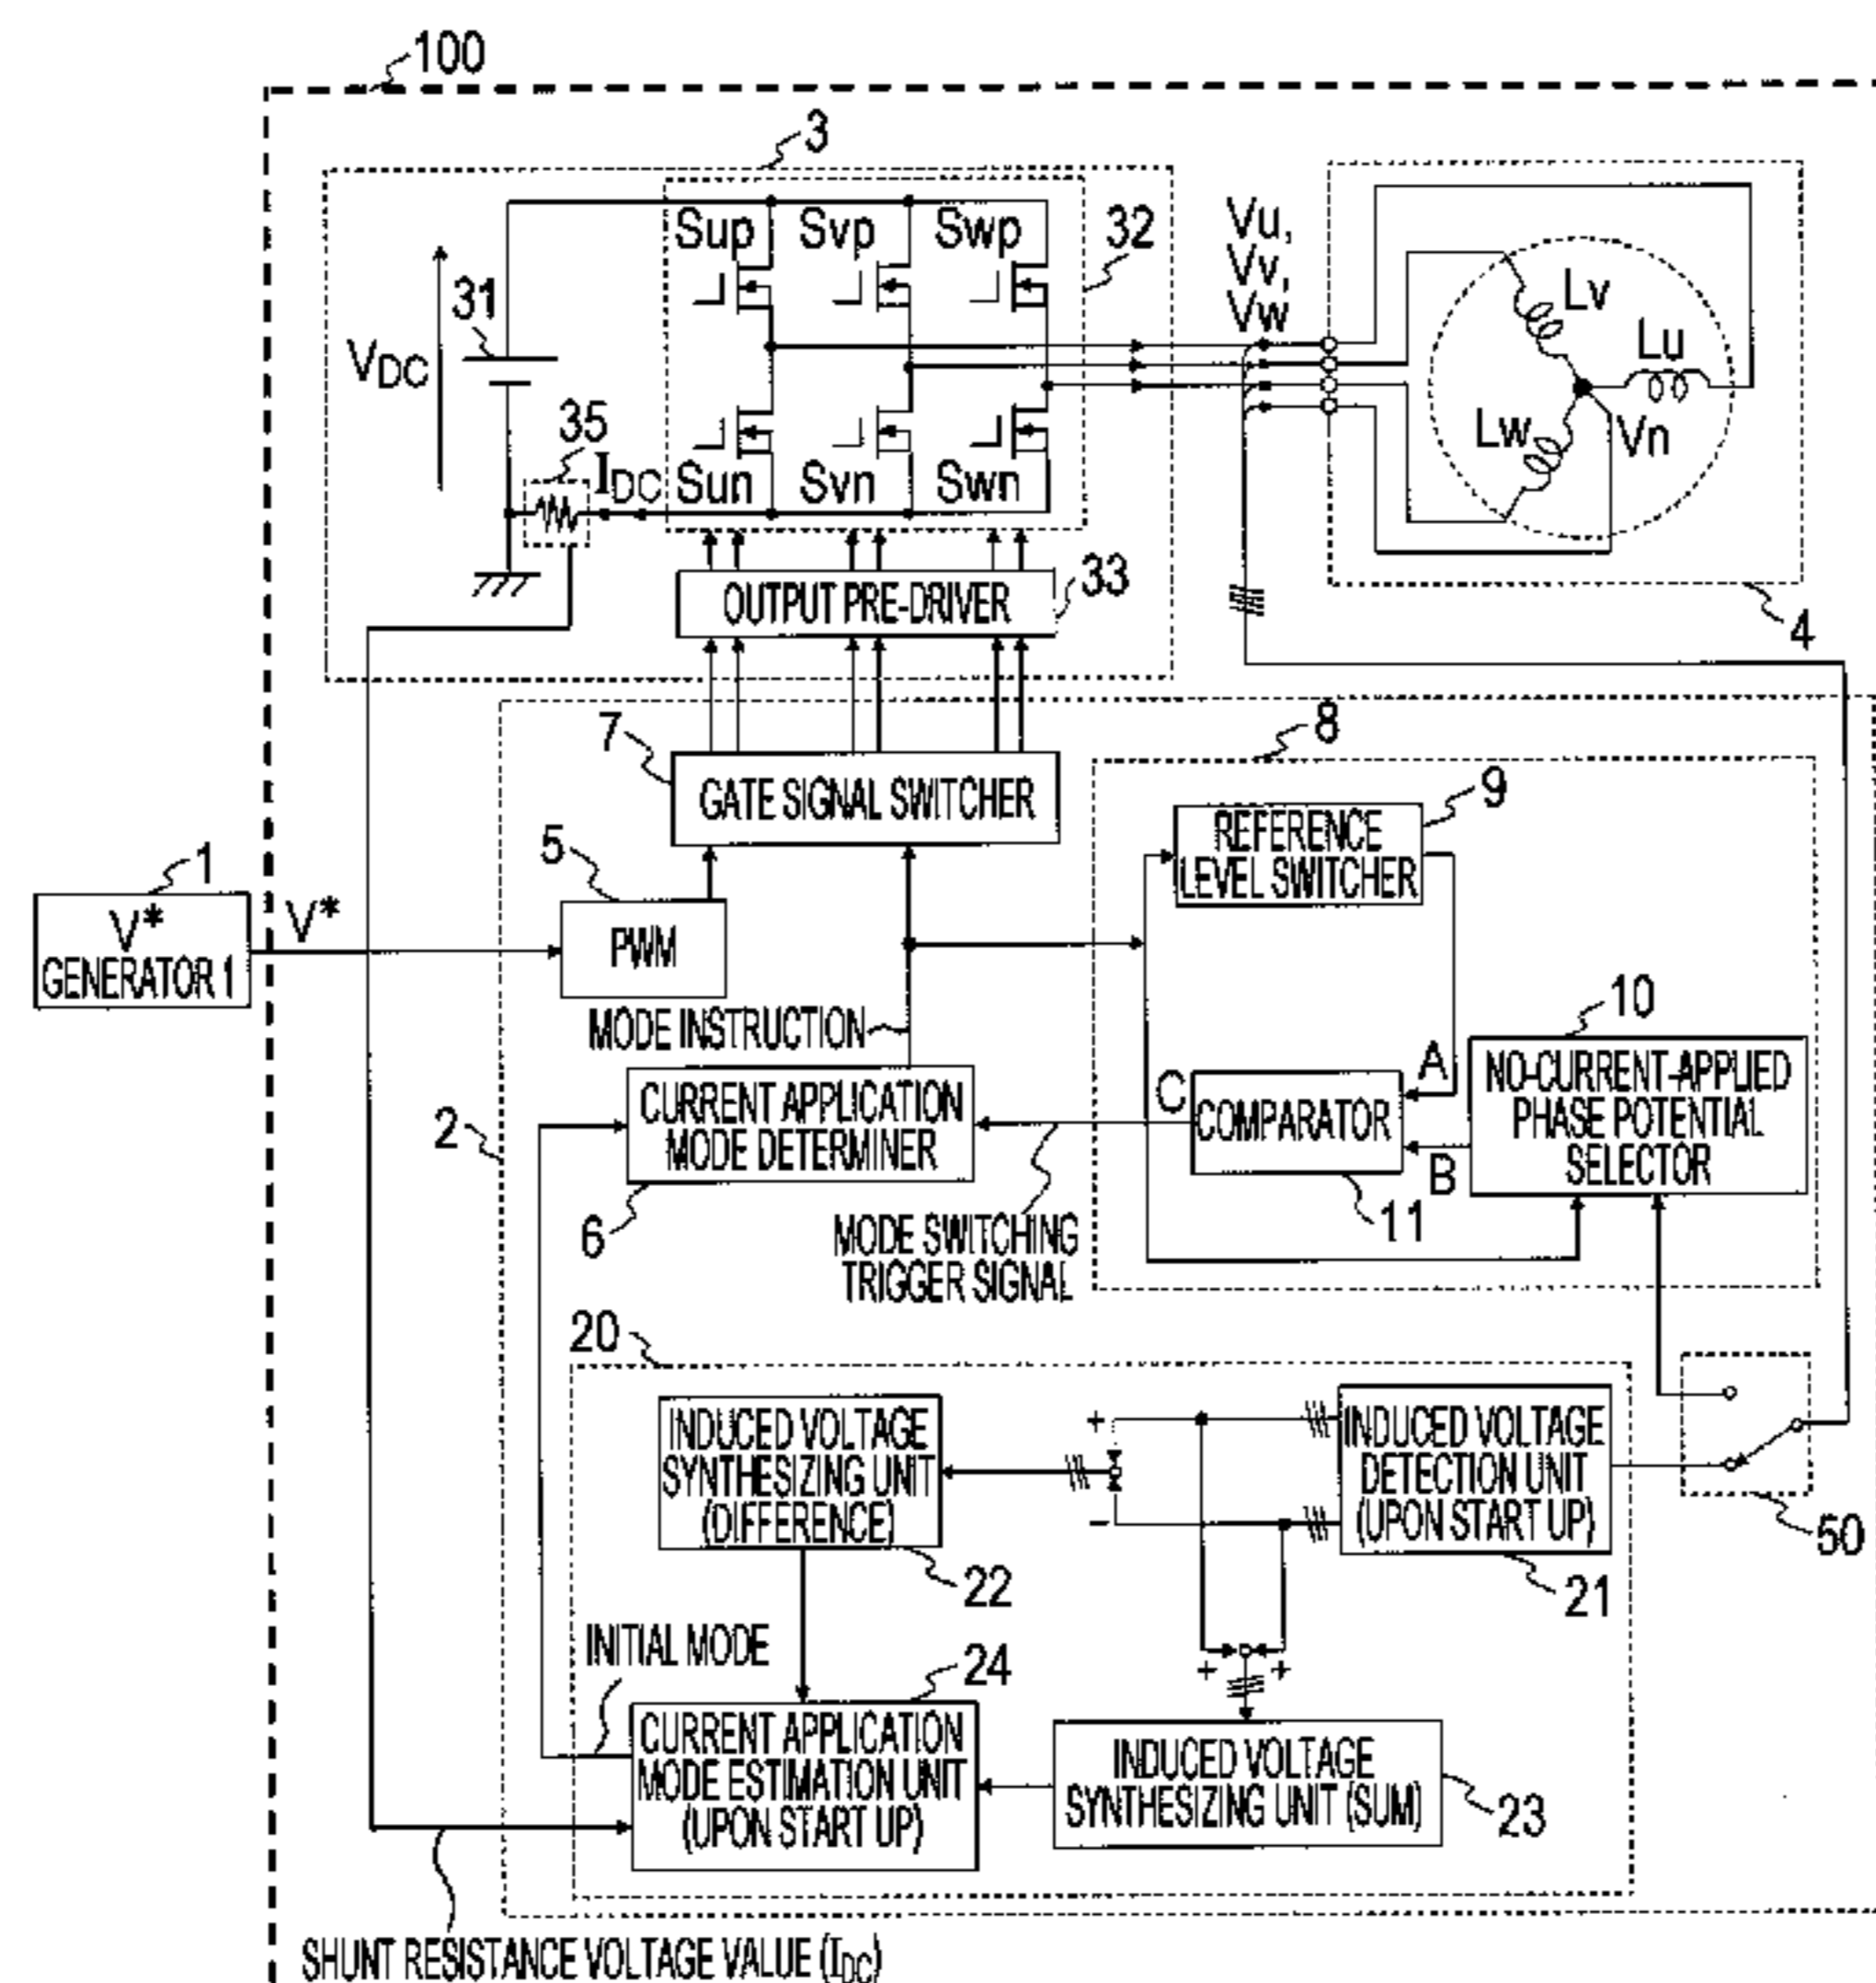 100
3
Sup Svp Swp
32
Vu,
Vv,
Vw
31
VDC
Lv
Lu
Lw
Vn
35
IDC
Sun Svn Swn
OUTPUT PRE-DRIVER
33
4
7
GATE SIGNAL SWITCHER
8
REFERENCE
LEVEL SWITCHER
9
1
V*
GENERATOR 1
V*
5
PWM
MODE INSTRUCTION
10
NO-CURRENT-APPLIED
PHASE POTENTIAL
SELECTOR
2
CURRENT APPLICATION
MODE DETERMINER
6
C
COMPARATOR
A
B
11
MODE SWITCHING
TRIGGER SIGNAL
20
INDUCED VOLTAGE
SYNTHESIZING UNIT
(DIFFERENCE)
22
+
−
INDUCED VOLTAGE
DETECTION UNIT
(UPON START UP)
21
50
INITIAL MODE
24
CURRENT APPLICATION
MODE ESTIMATION UNIT
(UPON START UP)
+ +
INDUCED VOLTAGE
SYNTHESIZING UNIT (SUM)
23
SHUNT RESISTANCE VOLTAGE VALUE (IDC)